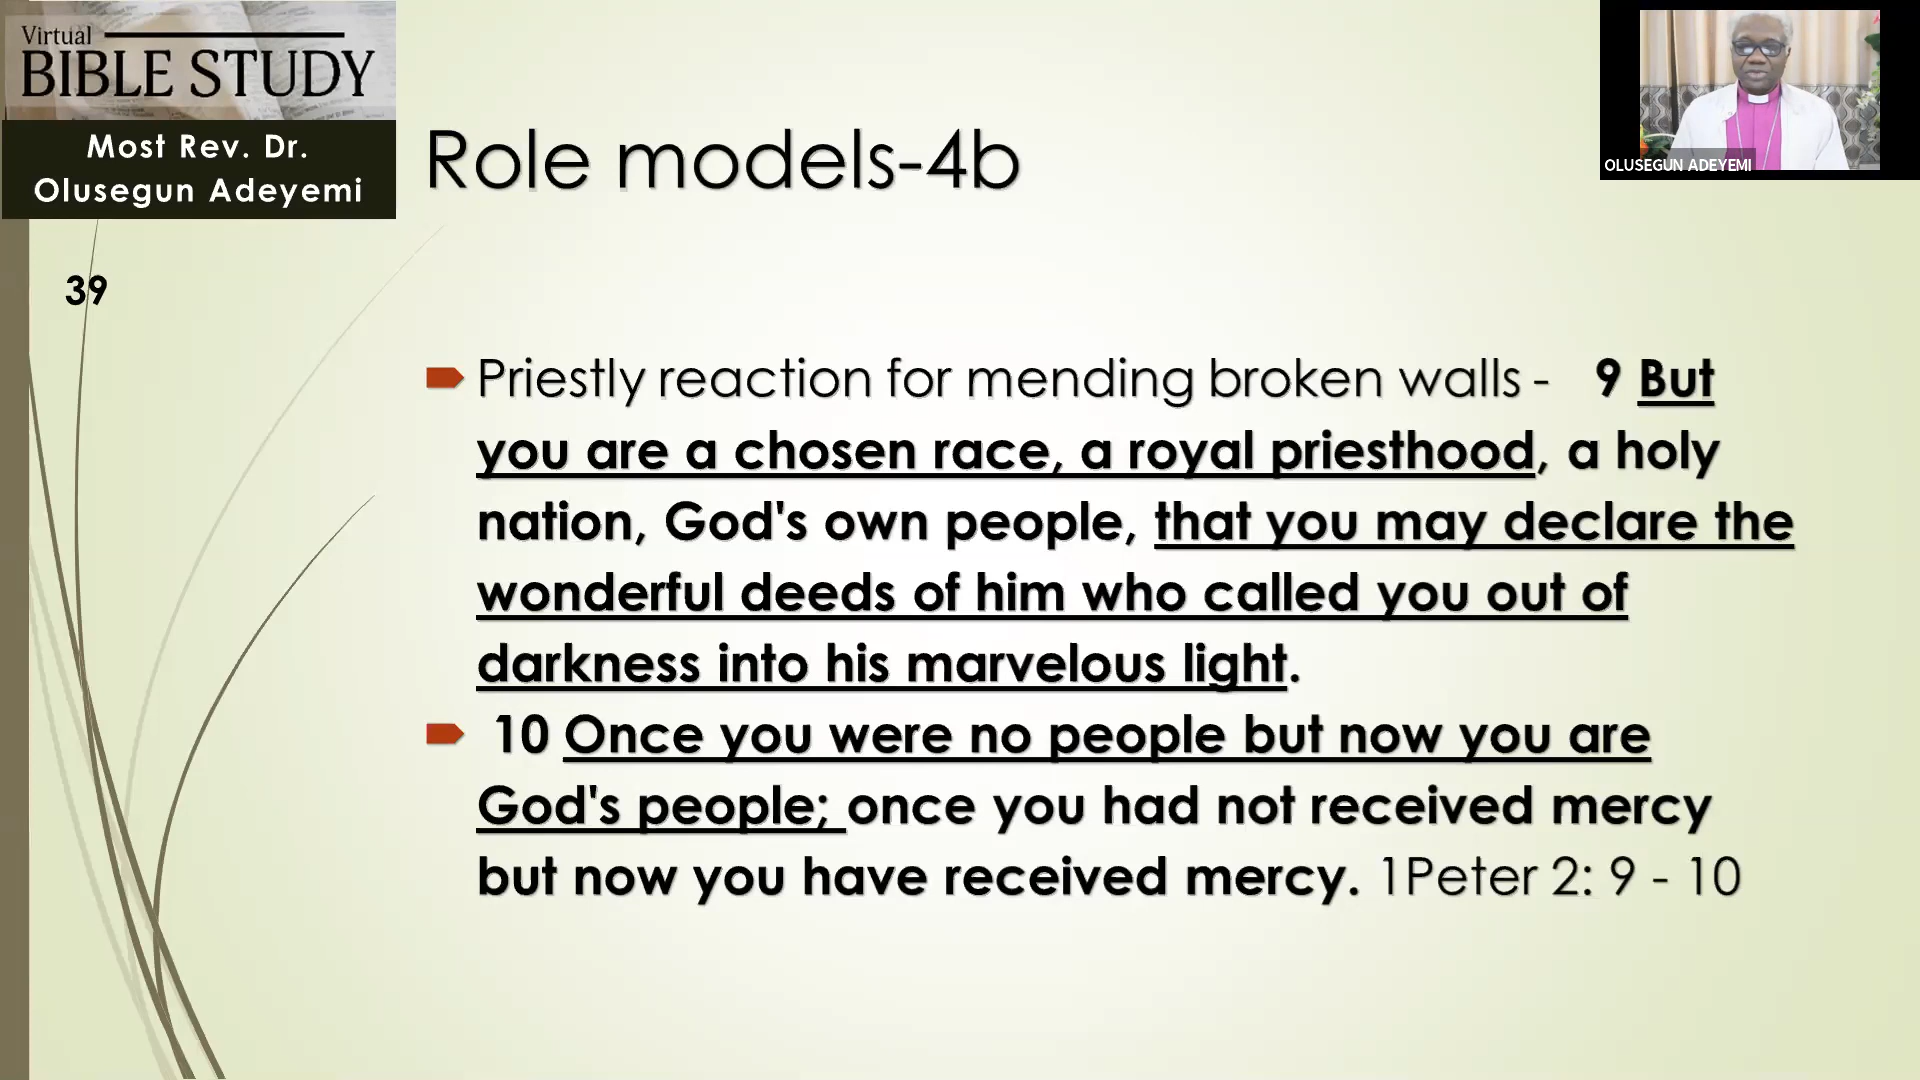 Virtual
BIBLE STUDY
Most Rev. Dr.
Olusegun Adeyemi
OLUSEGUN ADEYEMI
Role models-4b
39
Priestly reaction for mending broken walls - 9 But
you are a chosen race, a royal priesthood, a holy
nation, God's own people, that you may declare the
wonderful deeds of him who called you out of
darkness into his marvelous light.
10 Once you were no people but now you are
God's people; once you had not received mercy
but now you have received mercy. 1Peter 2: 9 - 10